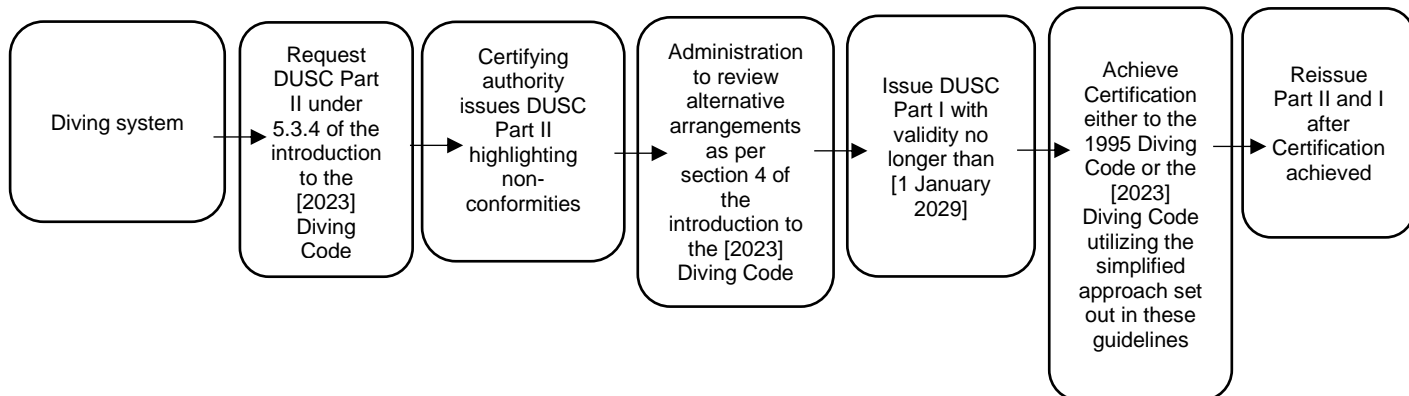 Diving system
Request
DUSC Part
II under
5.3.4 of the
introduction
to the
[2023]
Diving
Code
Certifying
authority
issues DUSC
Part II
highlighting
non-
conformities
Administration
to review
alternative
arrangements
as per
section 4 of
the
introduction to
the [2023]
Diving Code
Issue DUSC
Part I with
validity no
longer than
[1 January
2029]
Achieve
Certification
either to the
1995 Diving
Code or the
[2023]
Diving Code
utilizing the
simplified
approach set
out in these
guidelines
Reissue
Part II and I
after
Certification
achieved